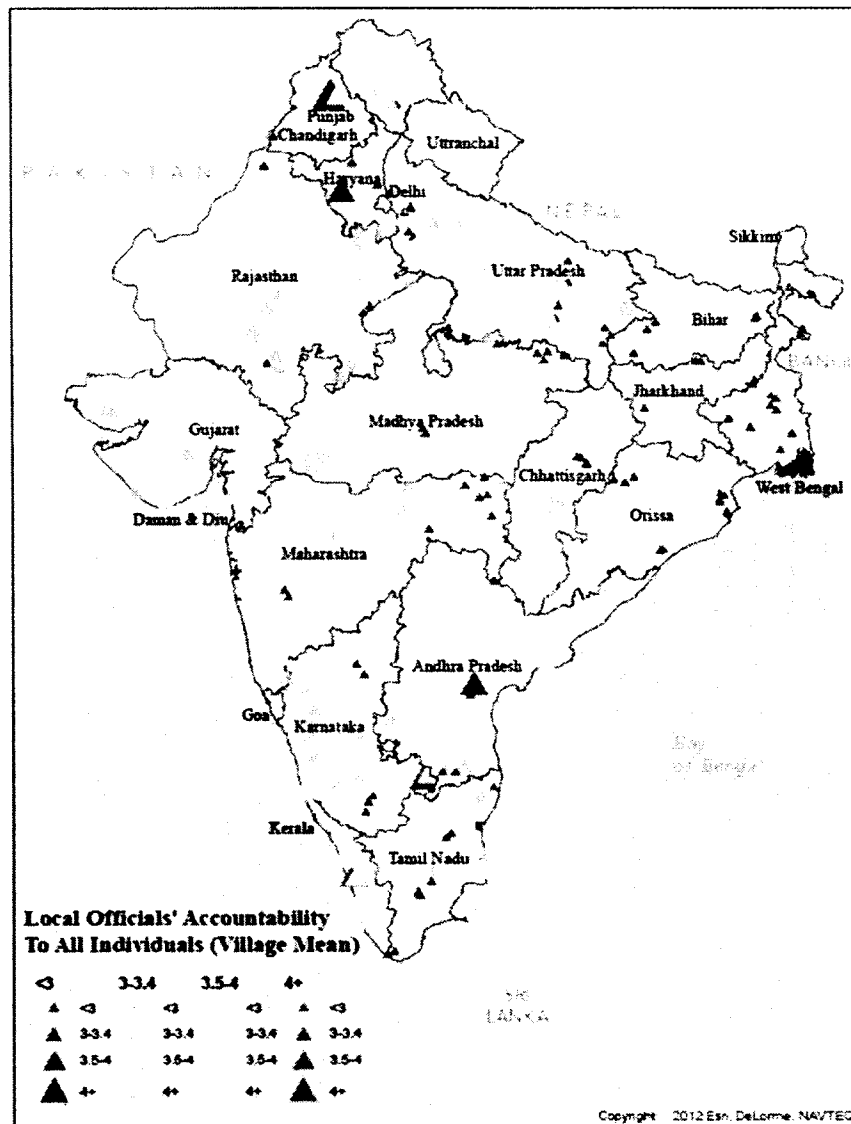 Punjab
Chandigarh
Uttranchal
PAKISTAN
Haryana
Delhi
NEPAL
Sikkim
Rajasthan
Uttar Pradesh
Bihar
Jharkhand
Madhya Pradesh
Gujarat
Chhattisgarh
West Bengal
Daman & Diu
Orissa
Maharashtra
Andhra Pradesh
Goa
Karnataka
Bay
of Bengal
Kerala
Tamil Nadu
Local Officials' Accountability
To All Individuals (Village Mean)
<3 3-3.4 3.5-4 4+
<3 <3 <3 <3
3-3.4 3-3.4 3-3.4 3-3.4
3.5-4 3.5-4 3.5-4 3.5-4
4+ 4+ 4+ 4+
SRI
LANKA
Copyright 2012 Esri, DeLorme, NAVTEQ